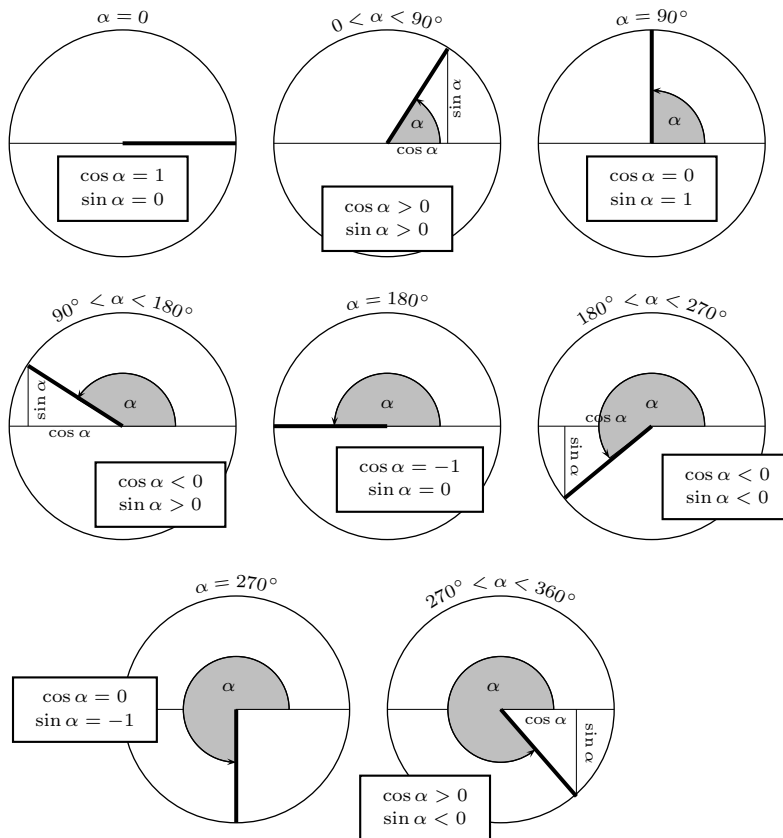 α = 0
cos α = 1
sin α = 0
0 < α < 90°
sin α
α
cos α
cos α > 0
sin α > 0
α = 90°
α
cos α = 0
sin α = 1
90° < α < 180°
sin α
α
cos α
cos α < 0
sin α > 0
α = 180°
α
cos α = −1
sin α = 0
180° < α < 270°
α
cos α
sin α
cos α < 0
sin α < 0
α = 270°
α
cos α = 0
sin α = −1
270° < α < 360°
α
cos α
sin α
cos α > 0
sin α < 0